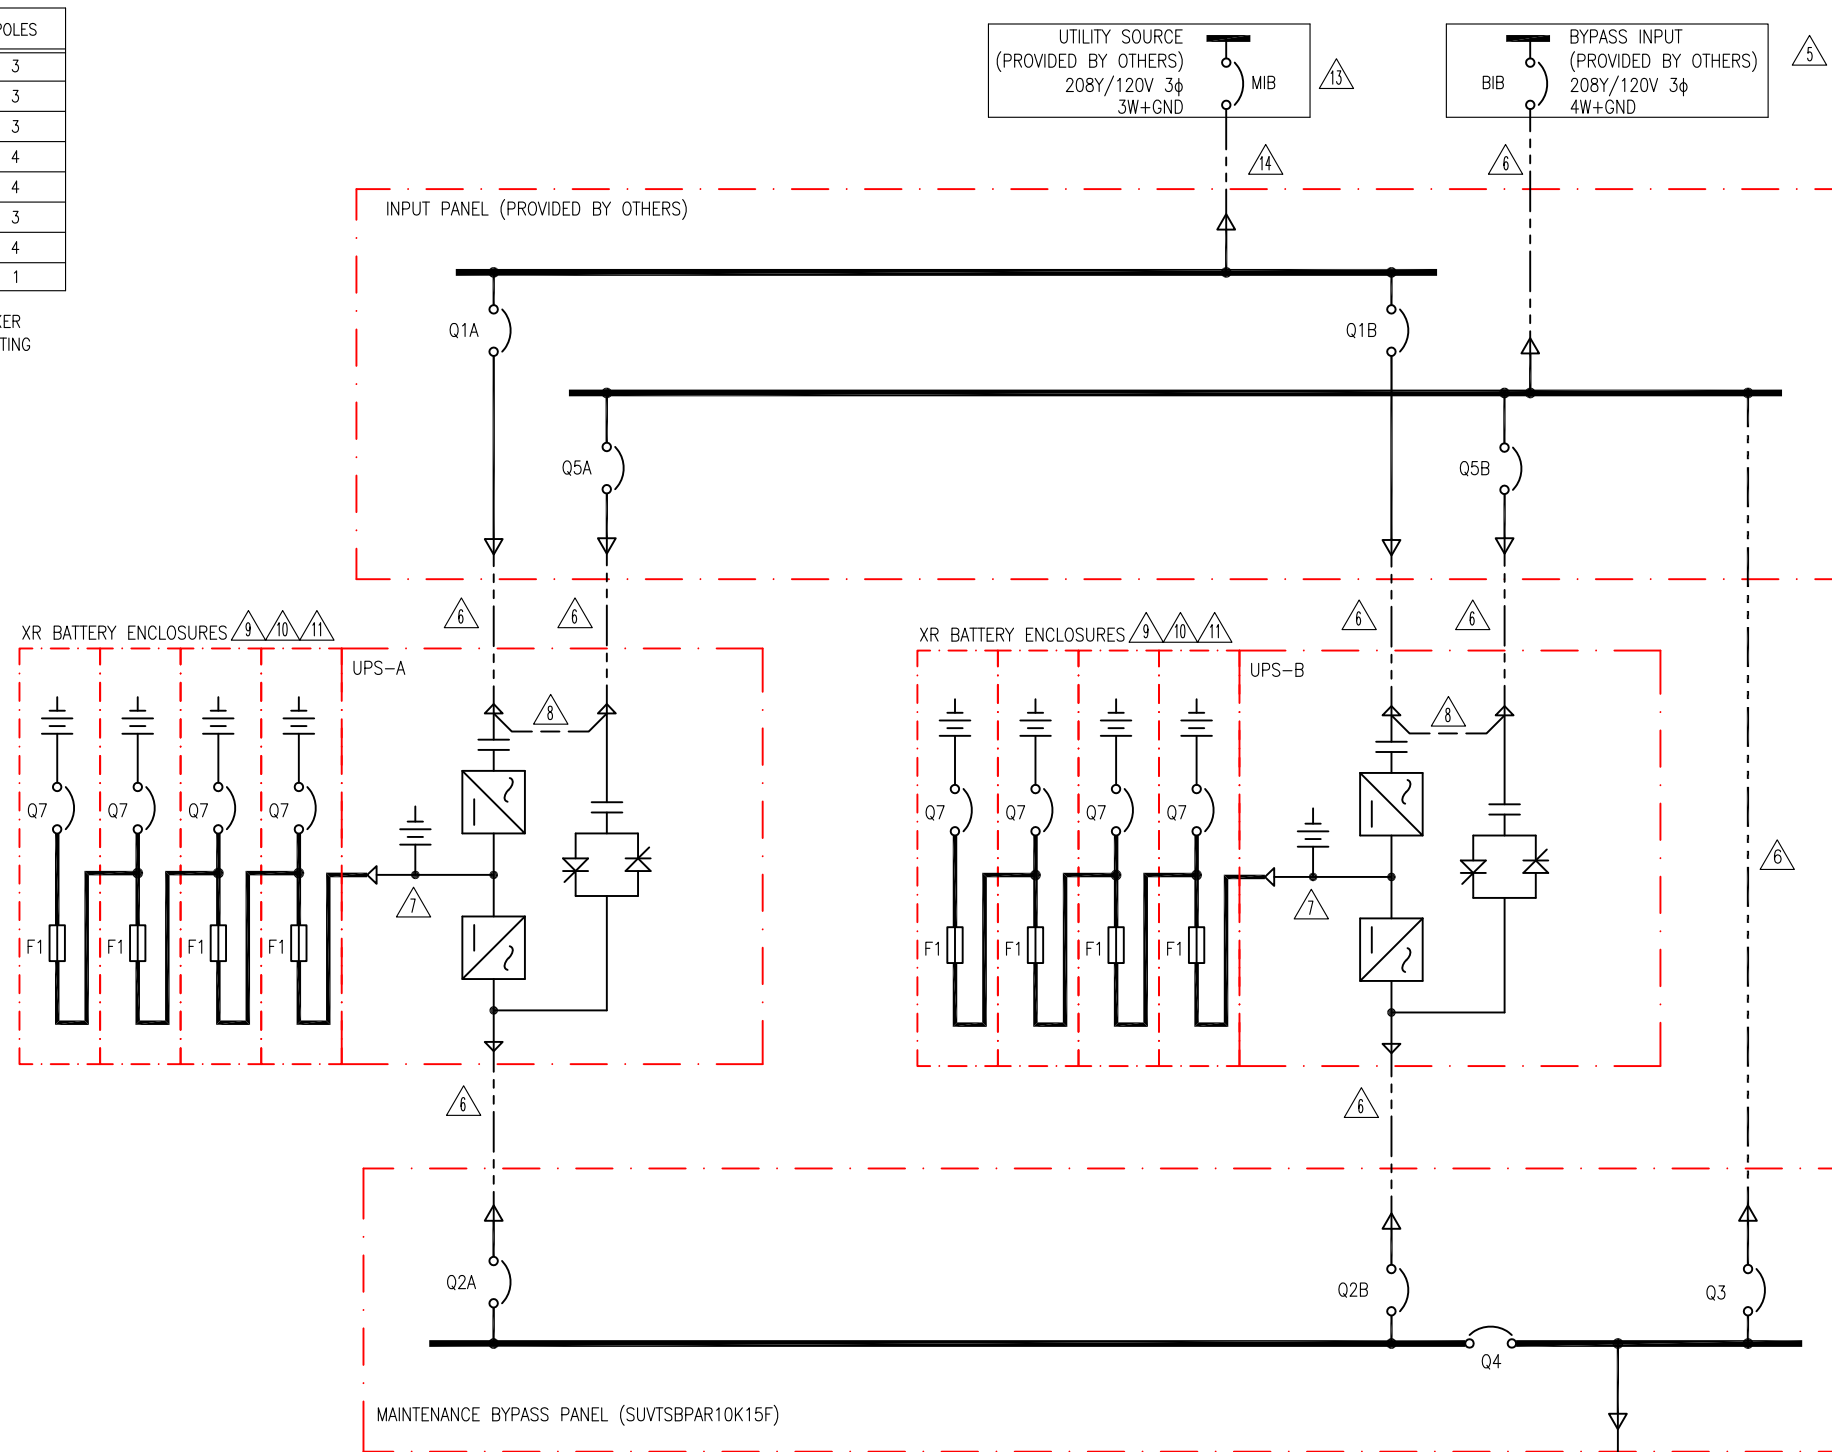 POLES
3
3
3
4
4
3
4
1
UTILITY SOURCE
(PROVIDED BY OTHERS)
208Y/120V 3ϕ
3W+GND
MIB
13
BIB
BYPASS INPUT
(PROVIDED BY OTHERS)
208Y/120V 3ϕ
4W+GND
5
14
6
INPUT PANEL (PROVIDED BY OTHERS)
Q1A
Q1B
TING
Q5A
Q5B
6
6
6
6
XR BATTERY ENCLOSURES 9 10 11
XR BATTERY ENCLOSURES 9 10 11
UPS-A
UPS-B
8
8
Q7
Q7
Q7
Q7
Q7
Q7
Q7
Q7
6
7
7
F1
F1
F1
F1
F1
F1
F1
F1
6
6
Q2A
Q2B
Q3
Q4
MAINTENANCE BYPASS PANEL (SUVTSBPAR10K15F)